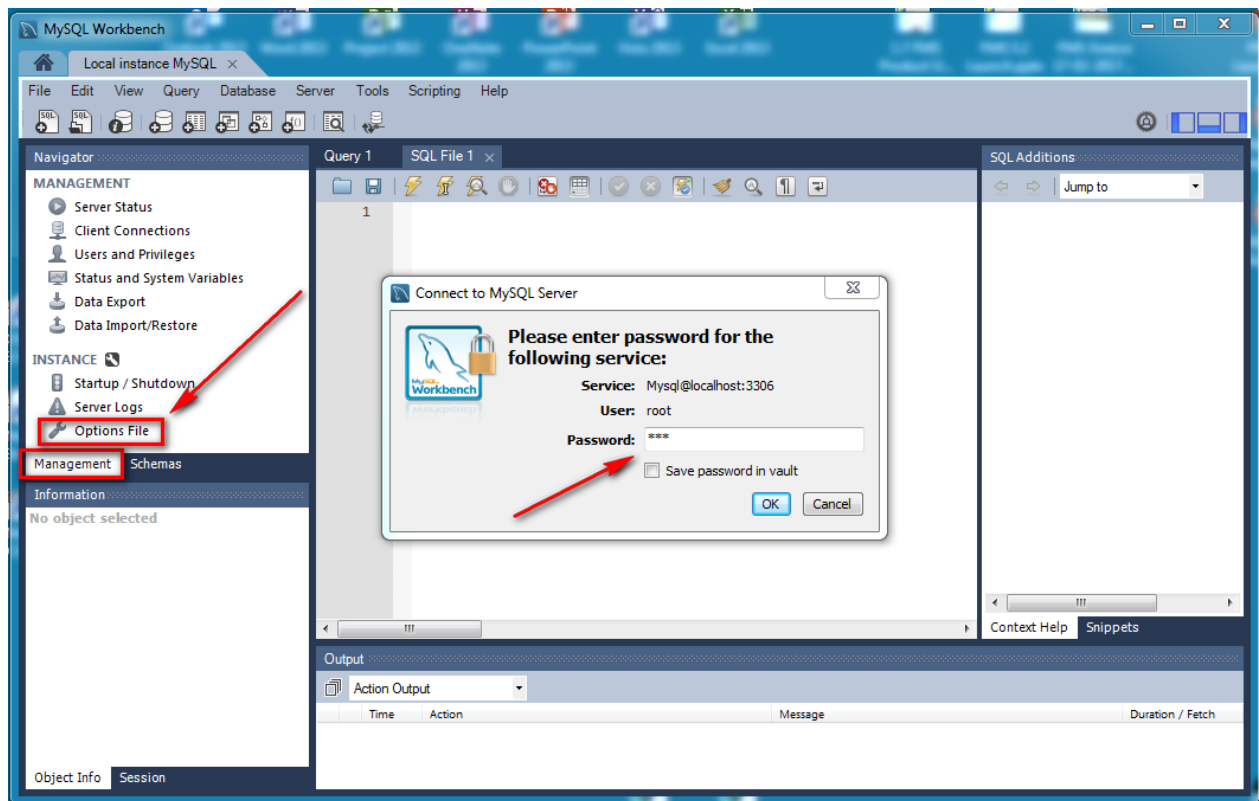 MySQL Workbench
Local instance MySQL
File Edit View Query Database Server Tools Scripting Help
Navigator
MANAGEMENT
Server Status
Client Connections
Users and Privileges
Status and System Variables
Data Export
Data Import/Restore
INSTANCE
Startup / Shutdown
Server Logs
Options File
Management Schemas
Information
No object selected
Object Info Session
Query 1 SQL File 1
1
Connect to MySQL Server
MySQL
Workbench
Please enter password for the
following service:
Service: Mysql@localhost:3306
User: root
Password: ***
Save password in vault
OK Cancel
Output
Action Output
Time Action Message Duration / Fetch
SQL Additions
Jump to
Context Help Snippets